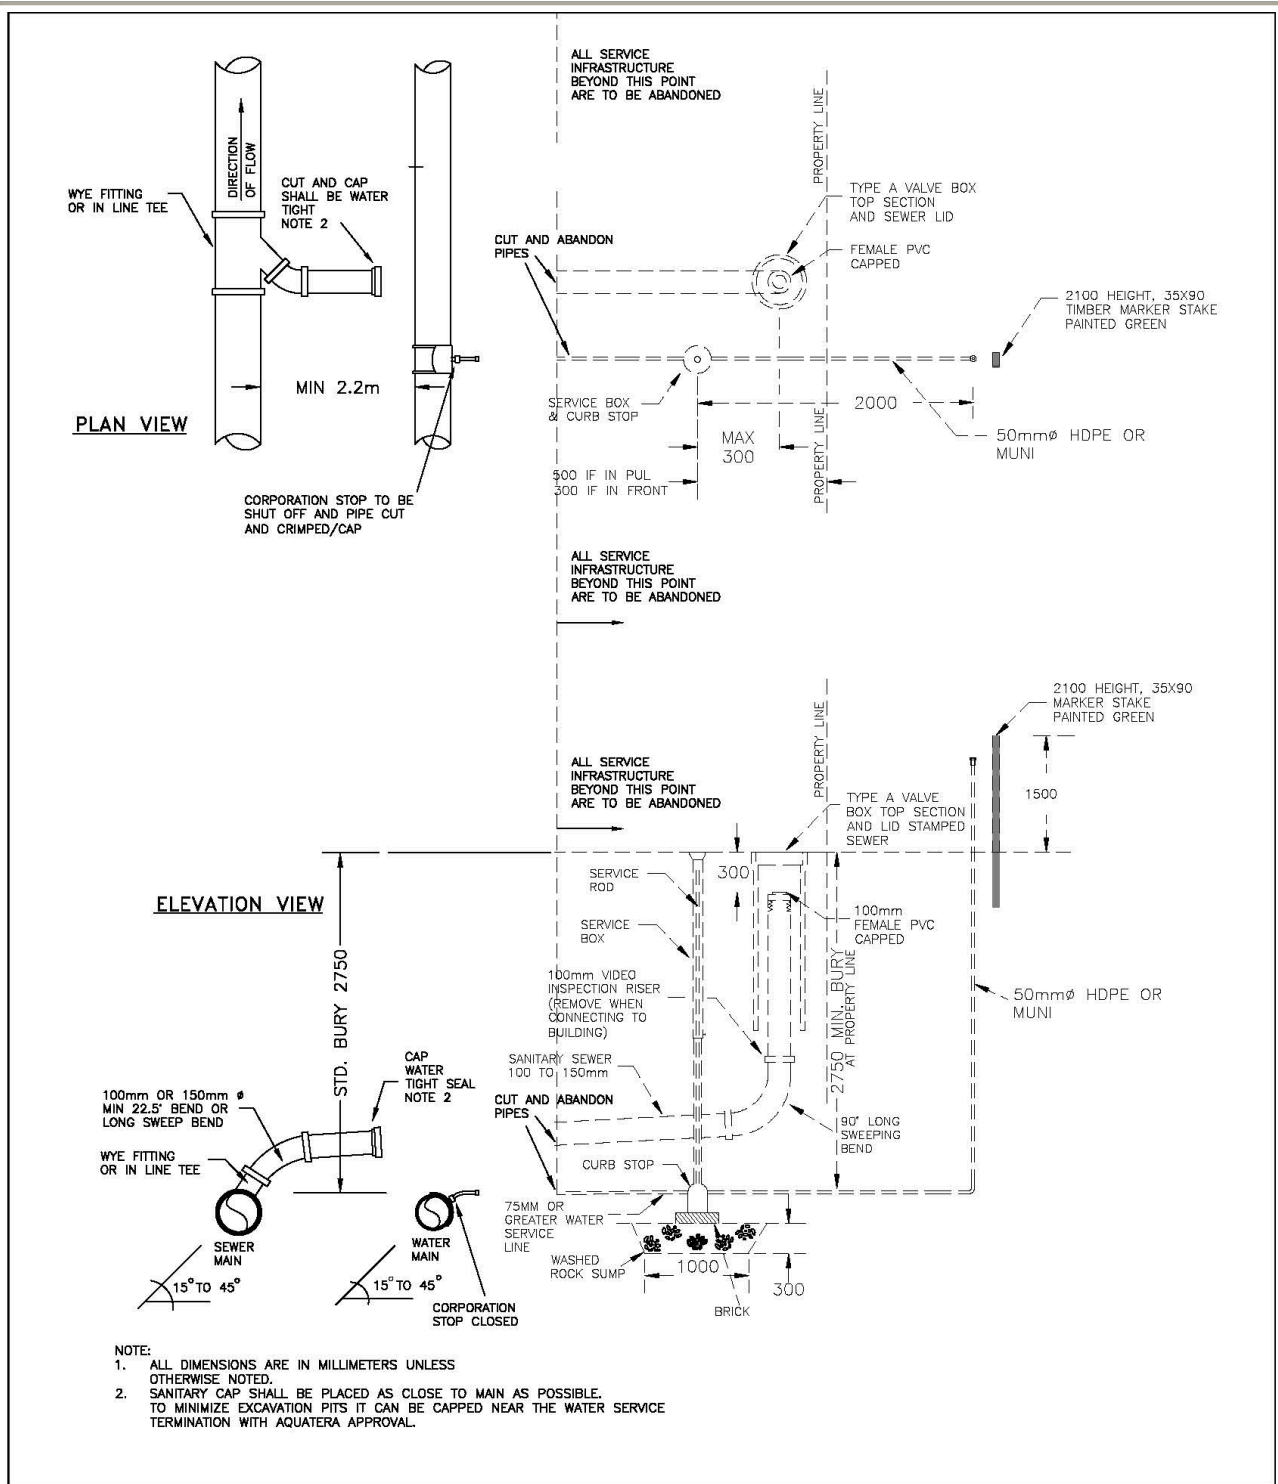 ALL SERVICE
INFRASTRUCTURE
BEYOND THIS POINT
ARE TO BE ABANDONED
PROPERTY LINE
DIRECTION
OF FLOW
WYE FITTING
OR IN LINE TEE
CUT AND CAP
SHALL BE WATER
TIGHT
NOTE 2
TYPE A VALVE BOX
TOP SECTION
AND SEWER LID
CUT AND ABANDON
PIPES
FEMALE PVC
CAPPED
2100 HEIGHT, 35X90
TIMBER MARKER STAKE
PAINTED GREEN
MIN 2.2m
PLAN VIEW
SERVICE BOX
& CURB STOP
2000
MAX
300
50mmø HDPE OR
MUNI
500 IF IN PUL
300 IF IN FRONT
PROPERTY LINE
CORPORATION STOP TO BE
SHUT OFF AND PIPE CUT
AND CRIMPED/CAP
ALL SERVICE
INFRASTRUCTURE
BEYOND THIS POINT
ARE TO BE ABANDONED
2100 HEIGHT, 35X90
MARKER STAKE
PAINTED GREEN
PROPERTY LINE
ALL SERVICE
INFRASTRUCTURE
BEYOND THIS POINT
ARE TO BE ABANDONED
1500
TYPE A VALVE
BOX TOP SECTION
AND LID STAMPED
SEWER
ELEVATION VIEW
SERVICE
ROD
300
SERVICE
BOX
100mm
FEMALE PVC
CAPPED
STD. BURY 2750
100mm VIDEO
INSPECTION RISER
(REMOVE WHEN
CONNECTING TO
BUILDING)
2750 MIN. BURY
AT PROPERTY LINE
50mmø HDPE OR
MUNI
SANITARY SEWER
100 TO 150mm
CAP
WATER
TIGHT SEAL
NOTE 2
100mm OR 150mm ø
MIN 22.5° BEND OR
LONG SWEEP BEND
CUT AND ABANDON
PIPES
90° LONG
SWEEPING
BEND
WYE FITTING
OR IN LINE TEE
CURB STOP
75MM OR
GREATER WATER
SERVICE
LINE
SEWER
MAIN
WATER
MAIN
WASHED
ROCK SUMP
1000
300
BRICK
15° TO 45°
15° TO 45°
CORPORATION
STOP CLOSED
NOTE:
1. ALL DIMENSIONS ARE IN MILLIMETERS UNLESS
OTHERWISE NOTED.
2. SANITARY CAP SHALL BE PLACED AS CLOSE TO MAIN AS POSSIBLE.
TO MINIMIZE EXCAVATION PITS IT CAN BE CAPPED NEAR THE WATER SERVICE
TERMINATION WITH AQUATERA APPROVAL.